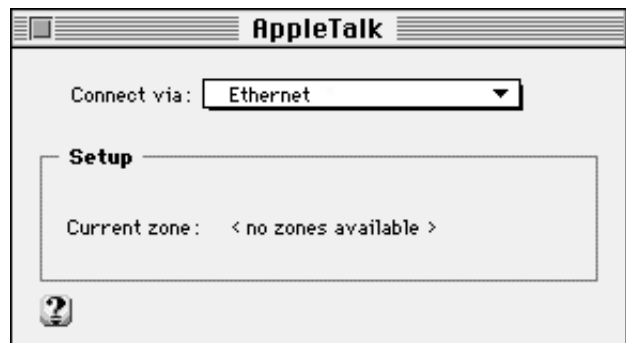 AppleTalk
Connect via: Ethernet
Setup
Current zone: < no zones available >
?